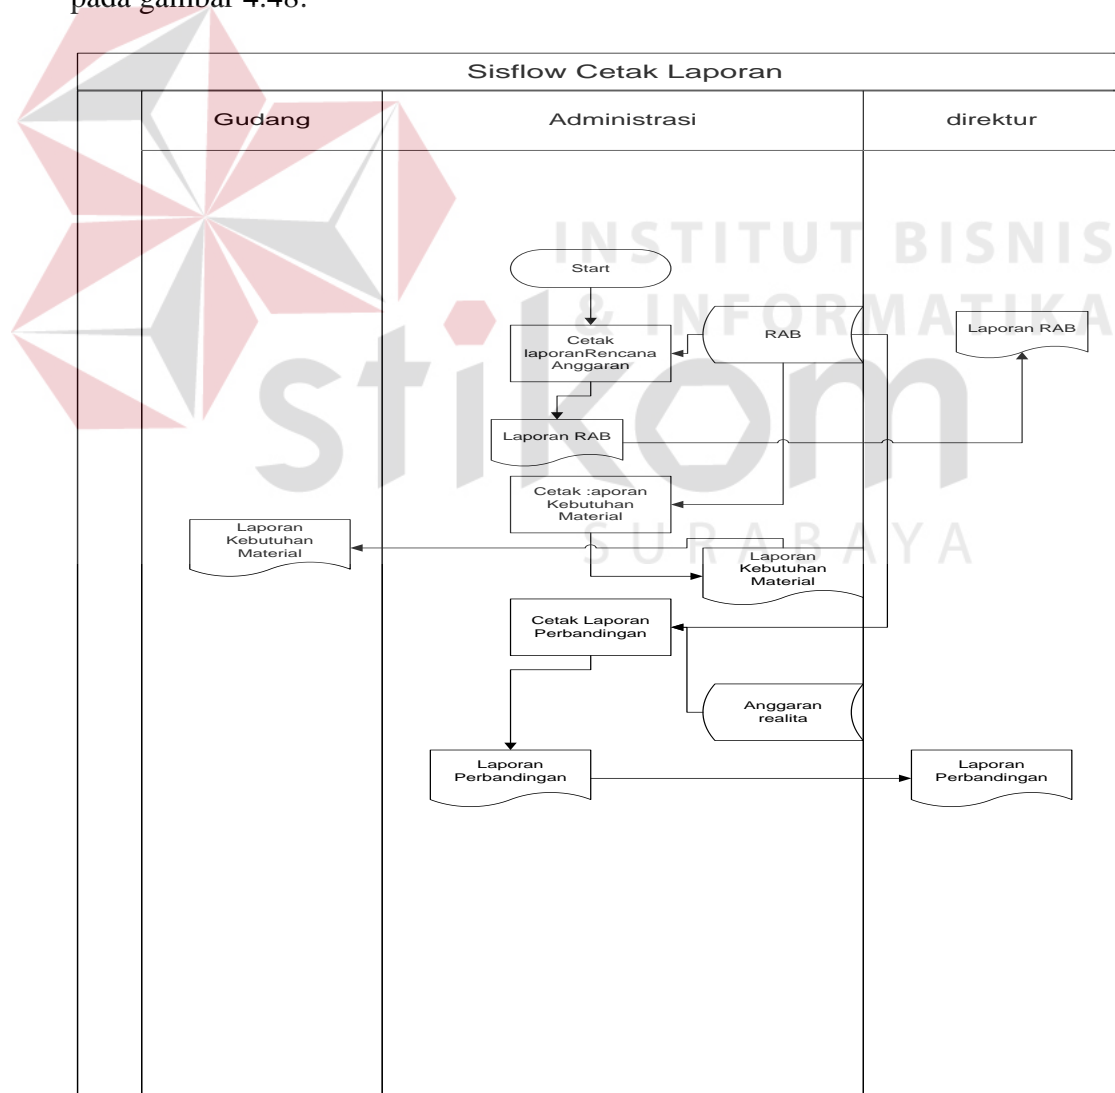 pada gambar 4.48.
Sisflow Cetak Laporan
Gudang
Administrasi
direktur
INSTITUT BISNIS
& INFORMATIKA
stikom
SURABAYA
Start
Cetak
laporanRencana
Anggaran
RAB
Laporan RAB
Laporan RAB
Cetak :aporan
Kebutuhan
Material
Laporan
Kebutuhan
Material
Laporan
Kebutuhan
Material
Cetak Laporan
Perbandingan
Anggaran
realita
Laporan
Perbandingan
Laporan
Perbandingan